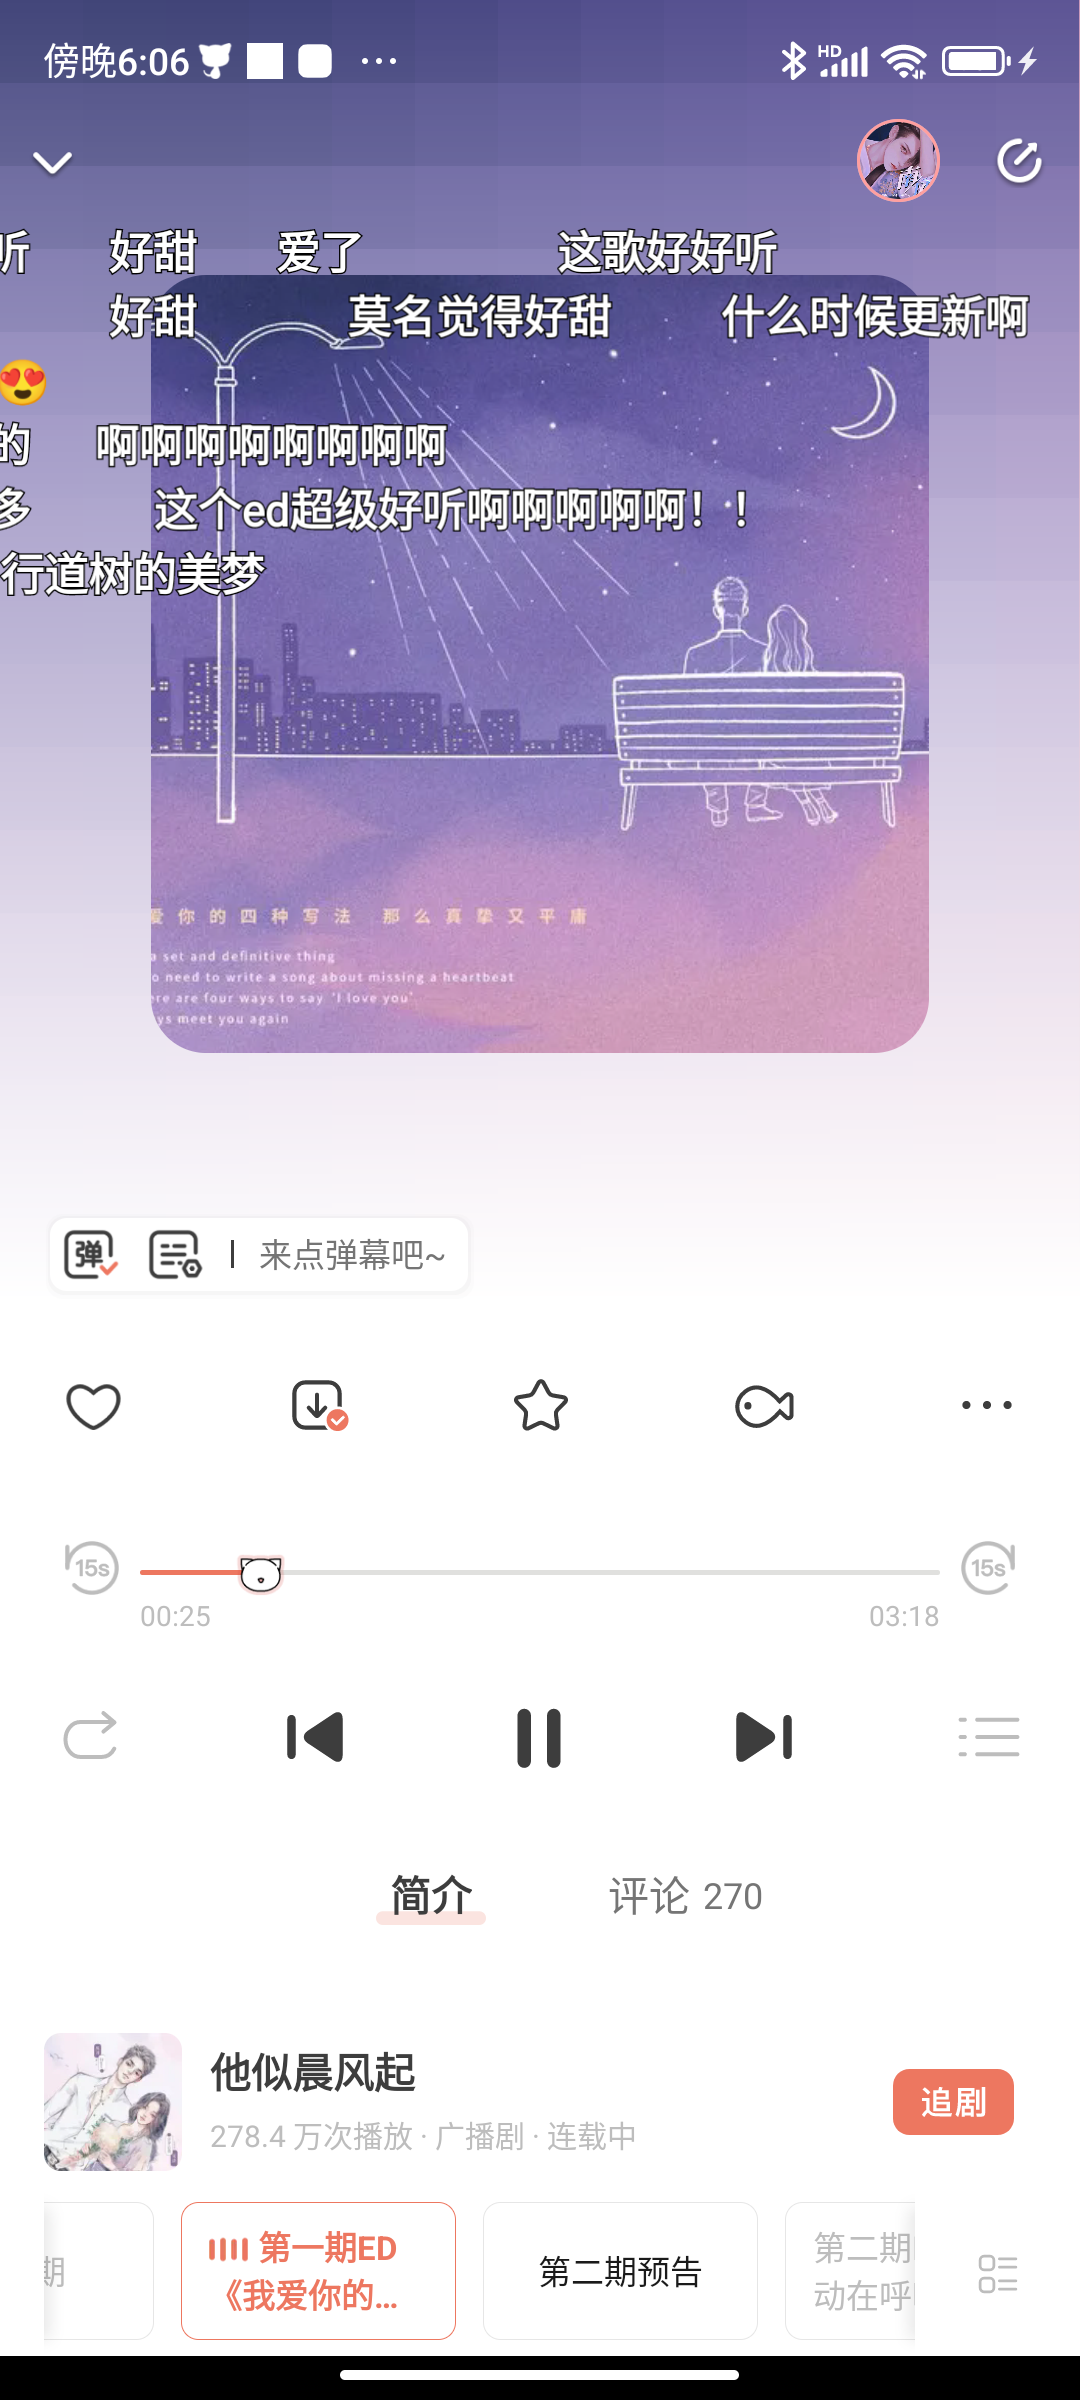 傍晚6:06
HD
听 好甜 爱了 这歌好好听
好甜 莫名觉得好甜 什么时候更新啊
的 啊啊啊啊啊啊啊啊
多 这个ed超级好听啊啊啊啊啊！！
行道树的美梦
爱你的四种写法 那么真挚又平庸
a set and definitive thing
o need to write a song about missing a heartbeat
ere are four ways to say 'I love you'
ys meet you again
弹 来点弹幕吧~
15s 15s
00:25 03:18
简介 评论 270
他似晨风起
278.4 万次播放 · 广播剧 · 连载中
追剧
期
第一期ED
《我爱你的...
第二期预告
第二期
动在呼